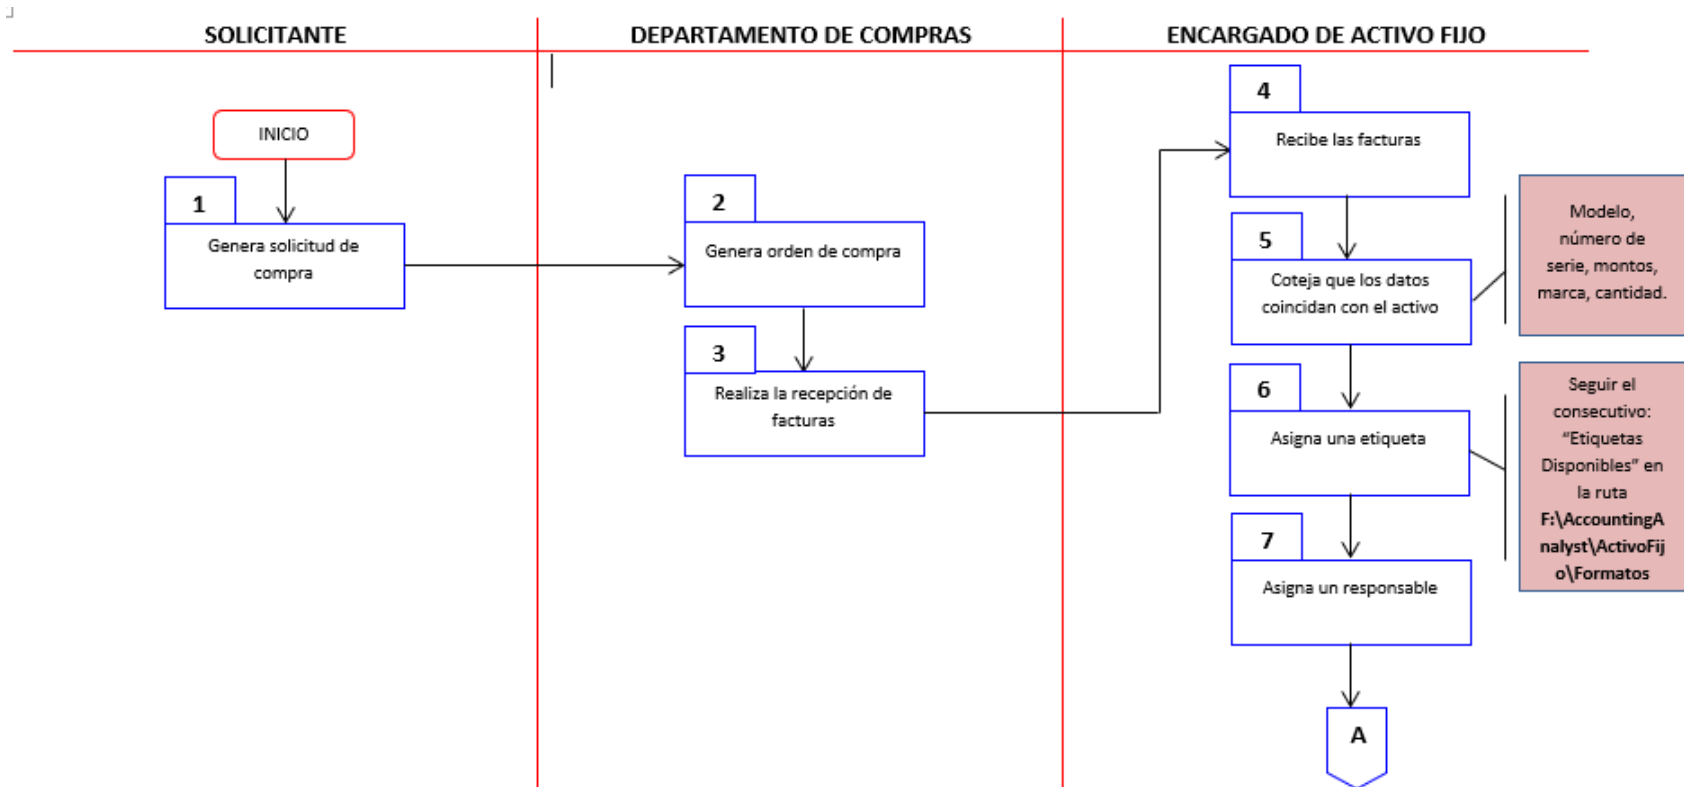 SOLICITANTE
DEPARTAMENTO DE COMPRAS
ENCARGADO DE ACTIVO FIJO
INICIO
1
Genera solicitud de
compra
2
Genera orden de compra
3
Realiza la recepción de
facturas
4
Recibe las facturas
5
Coteja que los datos
coincidan con el activo
Modelo,
número de
serie, montos,
marca, cantidad.
6
Asigna una etiqueta
Seguir el
consecutivo:
“Etiquetas
Disponibles” en
la ruta
F:\AccountingA
nalyst\ActivoFij
o\Formatos
7
Asigna un responsable
A